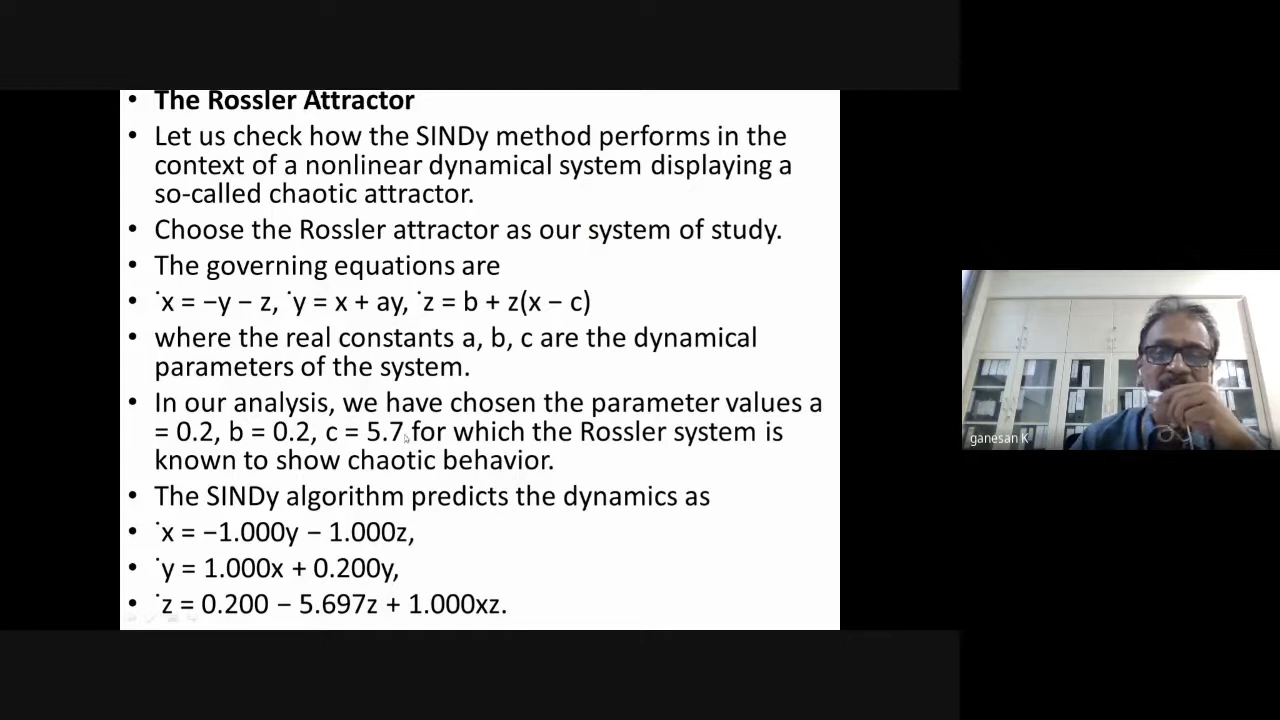 • The Rossler Attractor
• Let us check how the SINDy method performs in the
context of a nonlinear dynamical system displaying a
so-called chaotic attractor.
• Choose the Rossler attractor as our system of study.
• The governing equations are
• ˙x = −y − z, ˙y = x + ay, ˙z = b + z(x − c)
• where the real constants a, b, c are the dynamical
parameters of the system.
• In our analysis, we have chosen the parameter values a
= 0.2, b = 0.2, c = 5.7 for which the Rossler system is
known to show chaotic behavior.
• The SINDy algorithm predicts the dynamics as
• ˙x = −1.000y − 1.000z,
• ˙y = 1.000x + 0.200y,
• ˙z = 0.200 − 5.697z + 1.000xz.
ganesan K